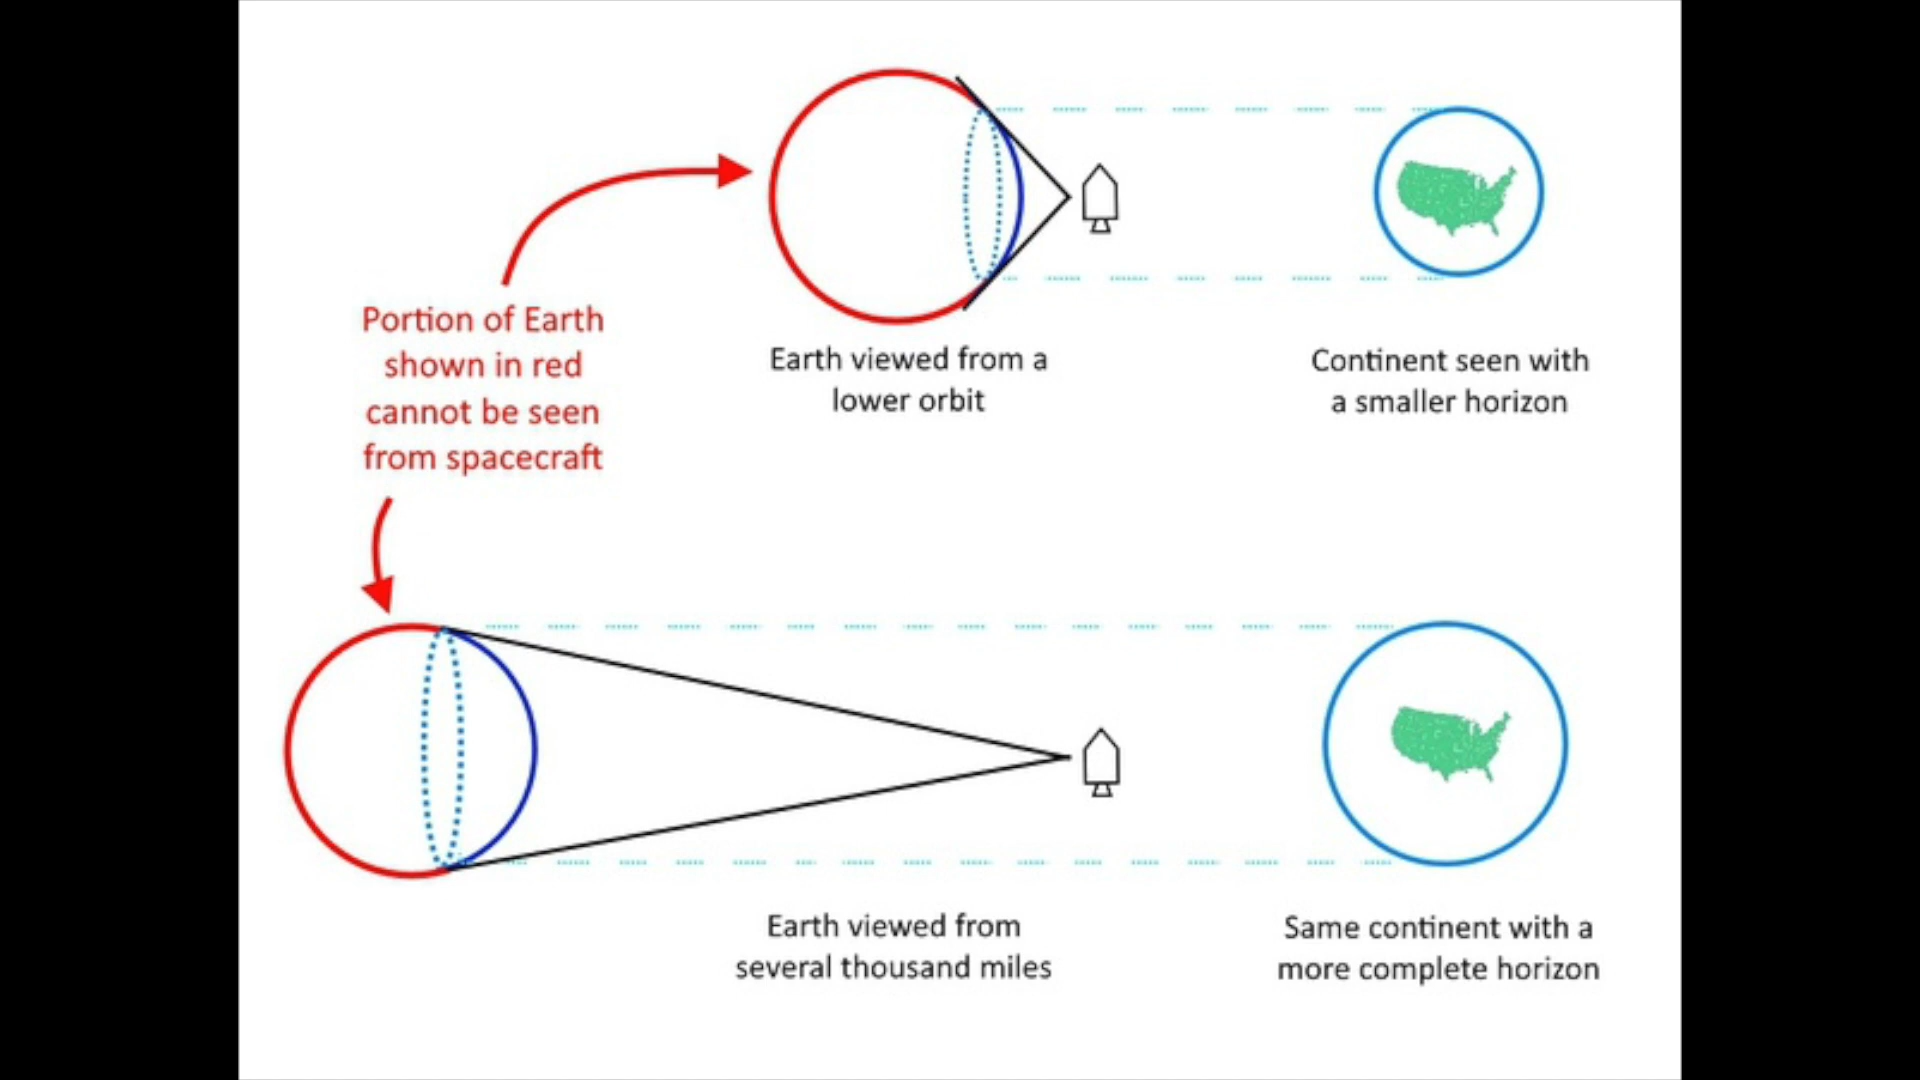 Portion of Earth
shown in red
cannot be seen
from spacecraft
Earth viewed from a
lower orbit
Continent seen with
a smaller horizon
Earth viewed from
several thousand miles
Same continent with a
more complete horizon